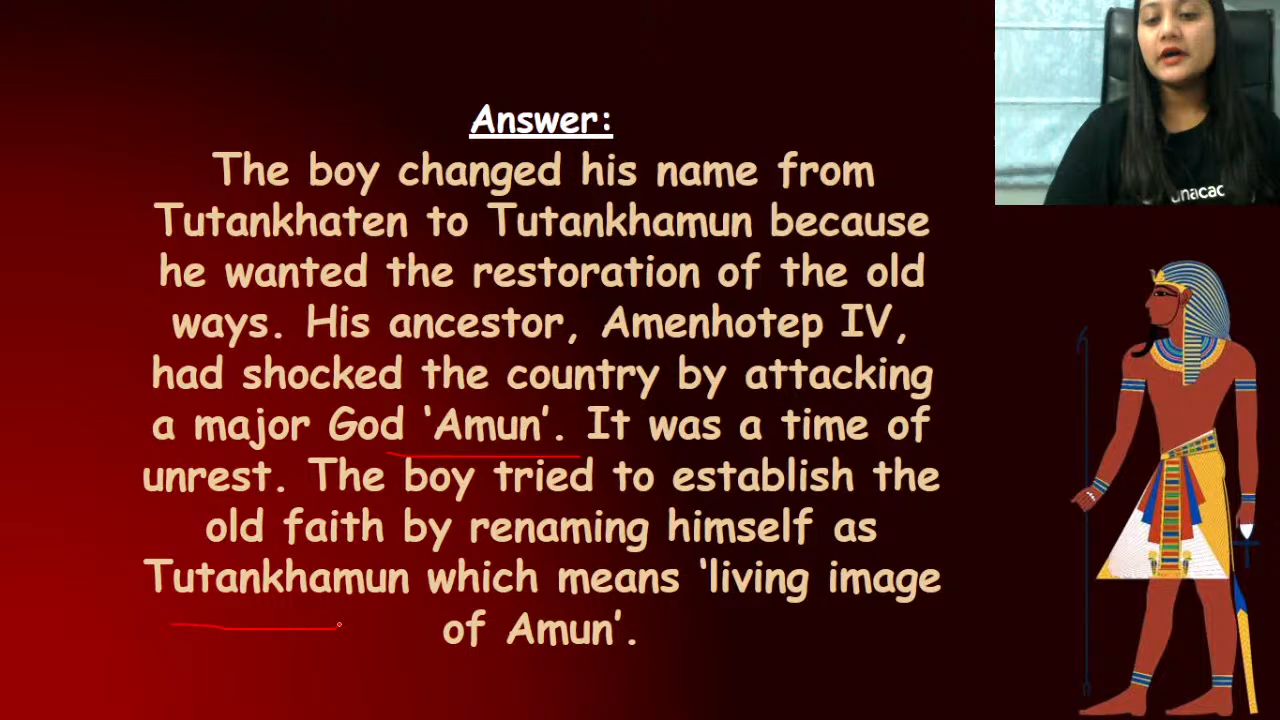 Answer:
The boy changed his name from
Tutankhaten to Tutankhamun because
he wanted the restoration of the old
ways. His ancestor, Amenhotep IV,
had shocked the country by attacking
a major God ‘Amun’. It was a time of
unrest. The boy tried to establish the
old faith by renaming himself as
Tutankhamun which means ‘living image
of Amun’.